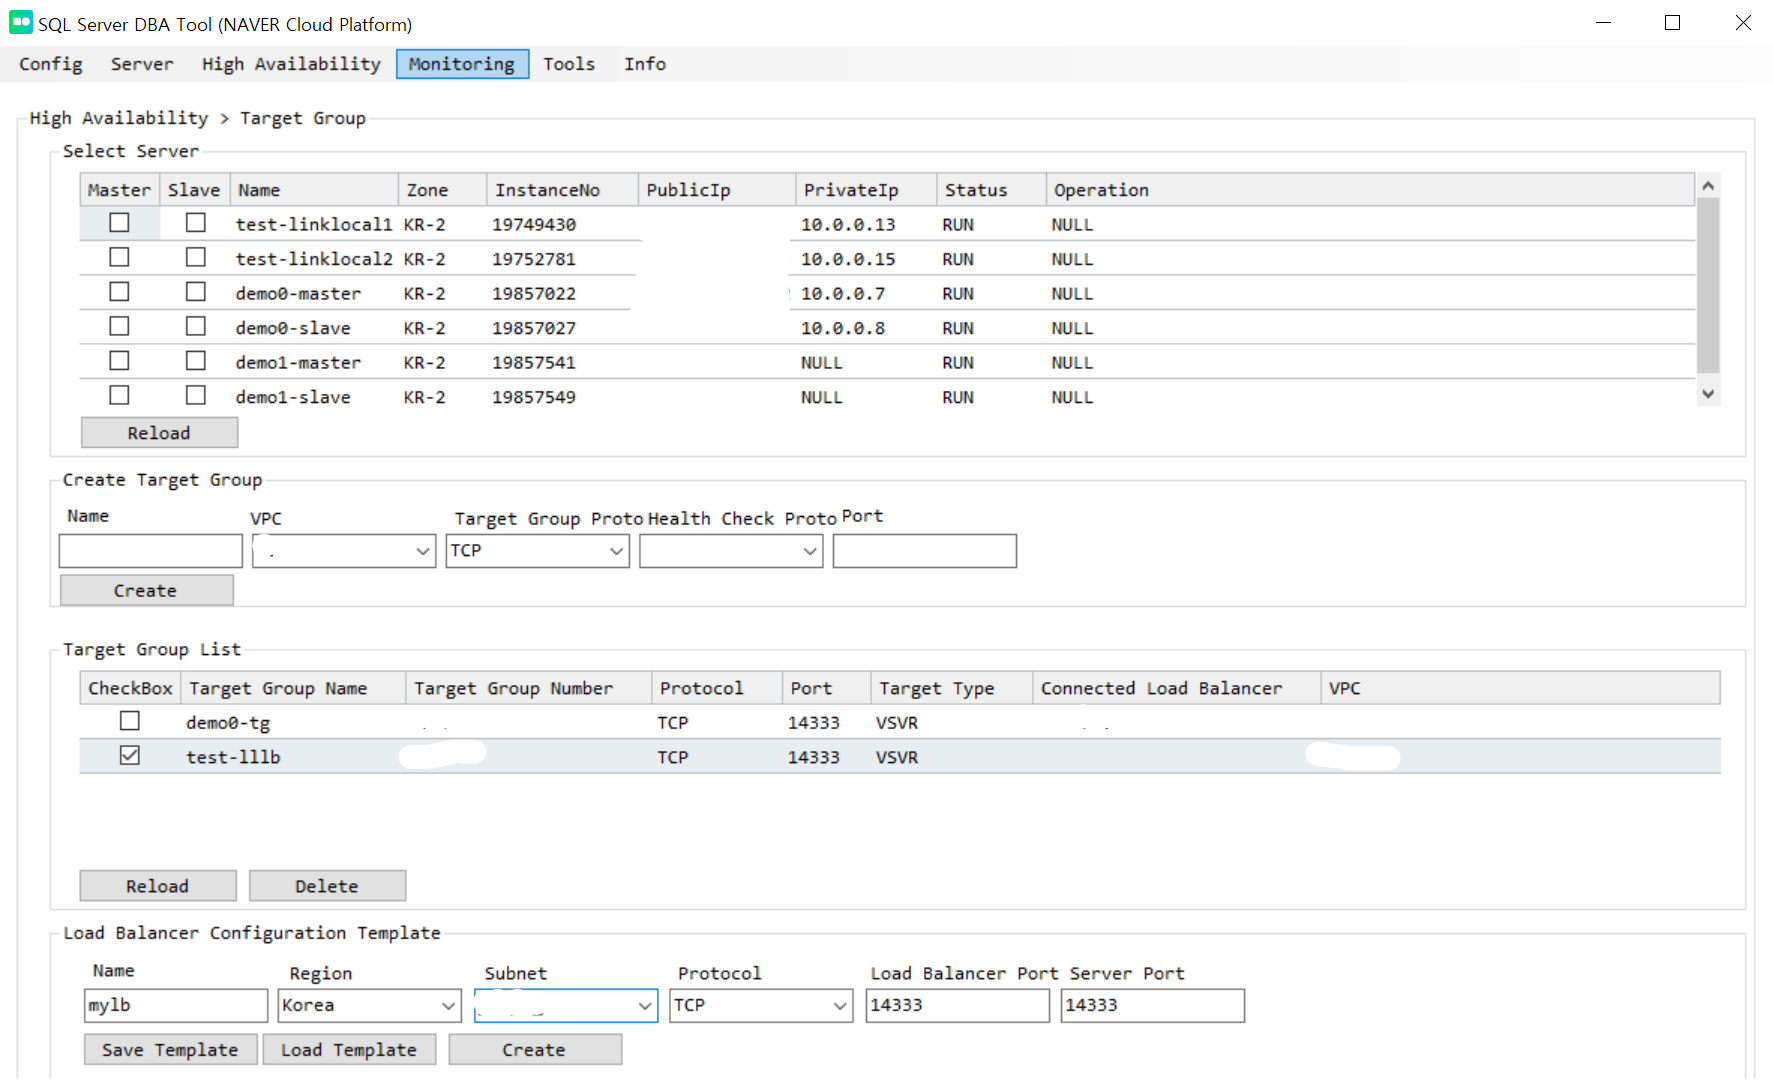 SQL Server DBA Tool (NAVER Cloud Platform)
Config Server High Availability Monitoring Tools Info
High Availability > Target Group
Select Server
Master Slave Name Zone InstanceNo PublicIp PrivateIp Status Operation
test-linklocal1 KR-2 19749430 10.0.0.13 RUN NULL
test-linklocal2 KR-2 19752781 10.0.0.15 RUN NULL
demo0-master KR-2 19857022 10.0.0.7 RUN NULL
demo0-slave KR-2 19857027 10.0.0.8 RUN NULL
demo1-master KR-2 19857541 NULL RUN NULL
demo1-slave KR-2 19857549 NULL RUN NULL
Reload
Create Target Group
Name VPC Target Group Proto Health Check Proto Port
TCP
Create
Target Group List
CheckBox Target Group Name Target Group Number Protocol Port Target Type Connected Load Balancer VPC
demo0-tg TCP 14333 VSVR
test-lllb TCP 14333 VSVR
Reload Delete
Load Balancer Configuration Template
Name Region Subnet Protocol Load Balancer Port Server Port
mylb Korea TCP 14333 14333
Save Template Load Template Create